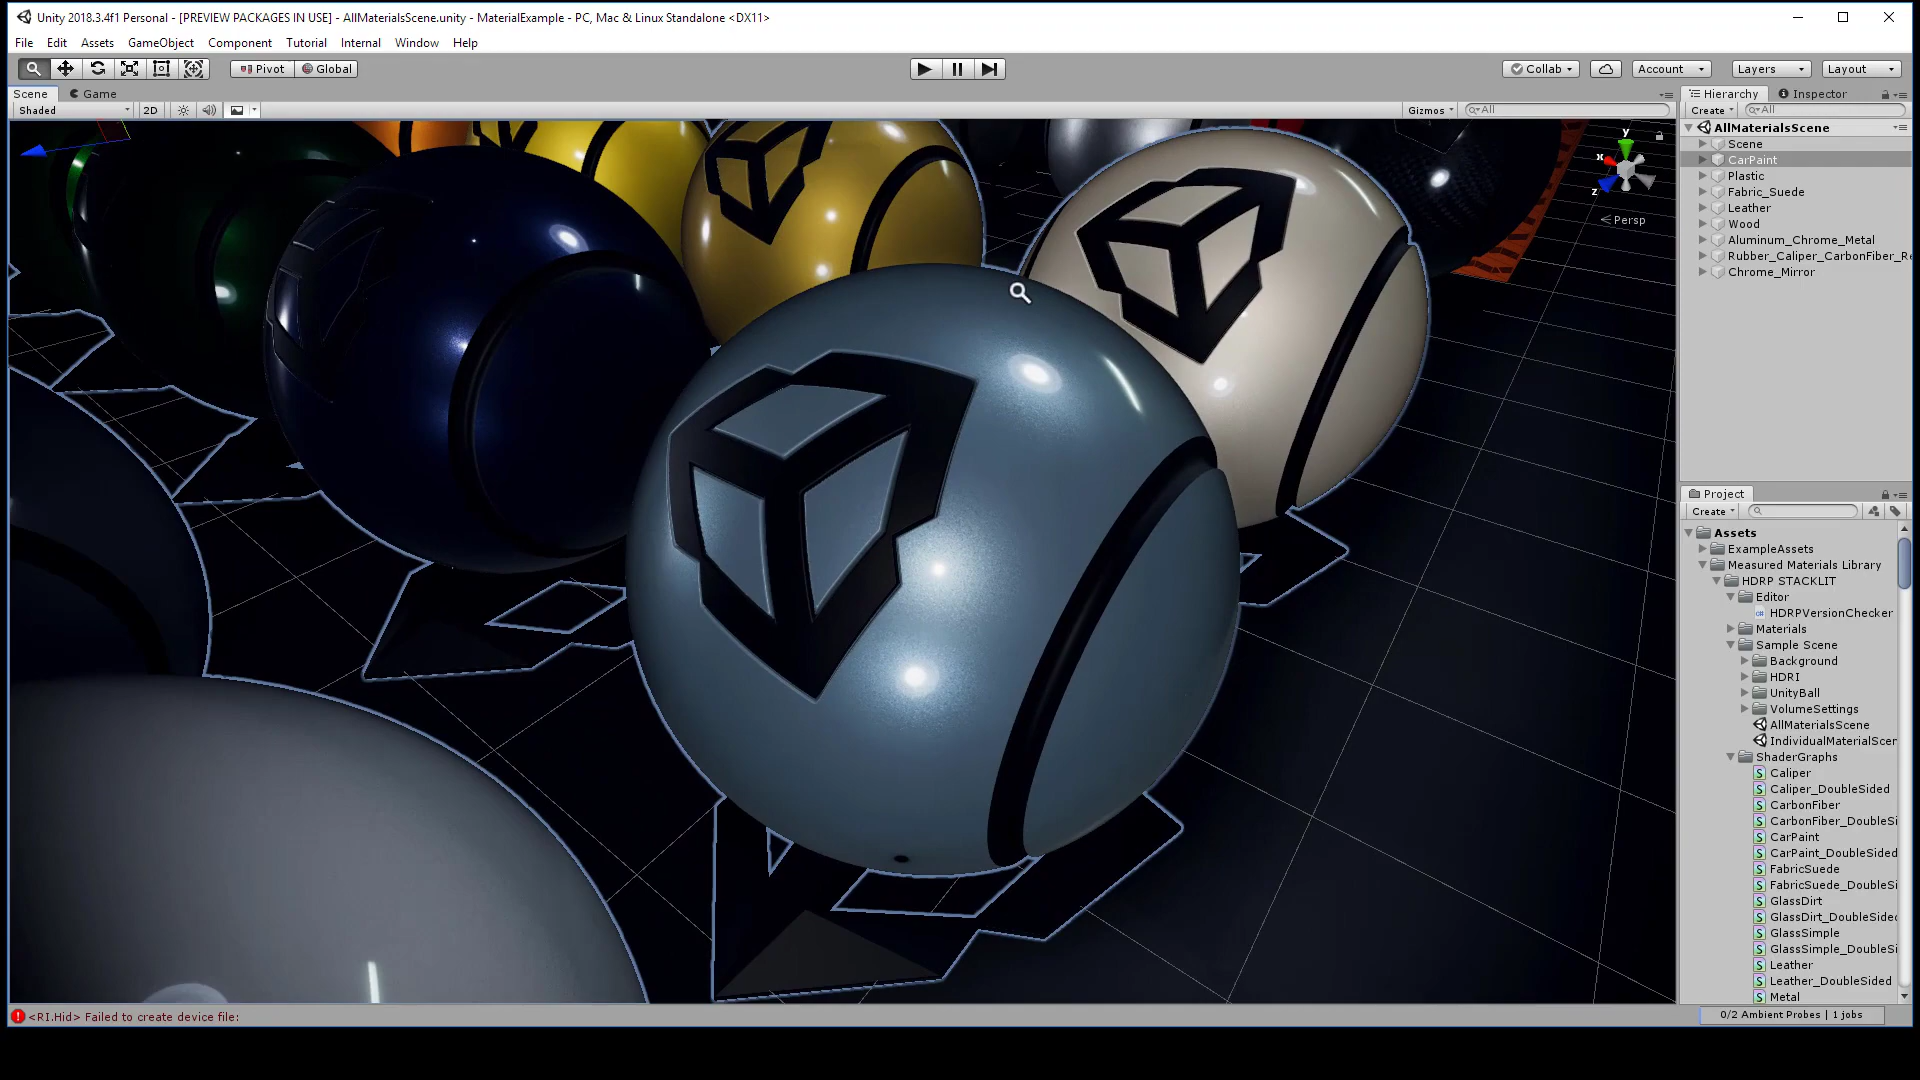 Unity 2018.3.4f1 Personal - [PREVIEW PACKAGES IN USE] - AllMaterialsScene.unity - MaterialExample - PC, Mac & Linux Standalone <DX11>
File Edit Assets GameObject Component Tutorial Internal Window Help
Pivot Global Collab Account Layers Layout
Scene Game
Shaded 2D Gizmos All
y
x
z
Persp
Hierarchy Inspector
Create All
AllMaterialsScene
Scene
CarPaint
Plastic
Fabric_Suede
Leather
Wood
Aluminum_Chrome_Metal
Rubber_Caliper_CarbonFiber_Re
Chrome_Mirror
Project
Create
Assets
ExampleAssets
Measured Materials Library
HDRP STACKLIT
Editor
HDRPVersionChecker
Materials
Sample Scene
Background
HDRI
UnityBall
VolumeSettings
AllMaterialsScene
IndividualMaterialScen
ShaderGraphs
Caliper
Caliper_DoubleSided
CarbonFiber
CarbonFiber_DoubleSi
CarPaint
CarPaint_DoubleSided
FabricSuede
FabricSuede_DoubleSi
GlassDirt
GlassDirt_DoubleSided
GlassSimple
GlassSimple_DoubleSi
Leather
Leather_DoubleSided
Metal
<RI.Hid> Failed to create device file:
0/2 Ambient Probes | 1 jobs